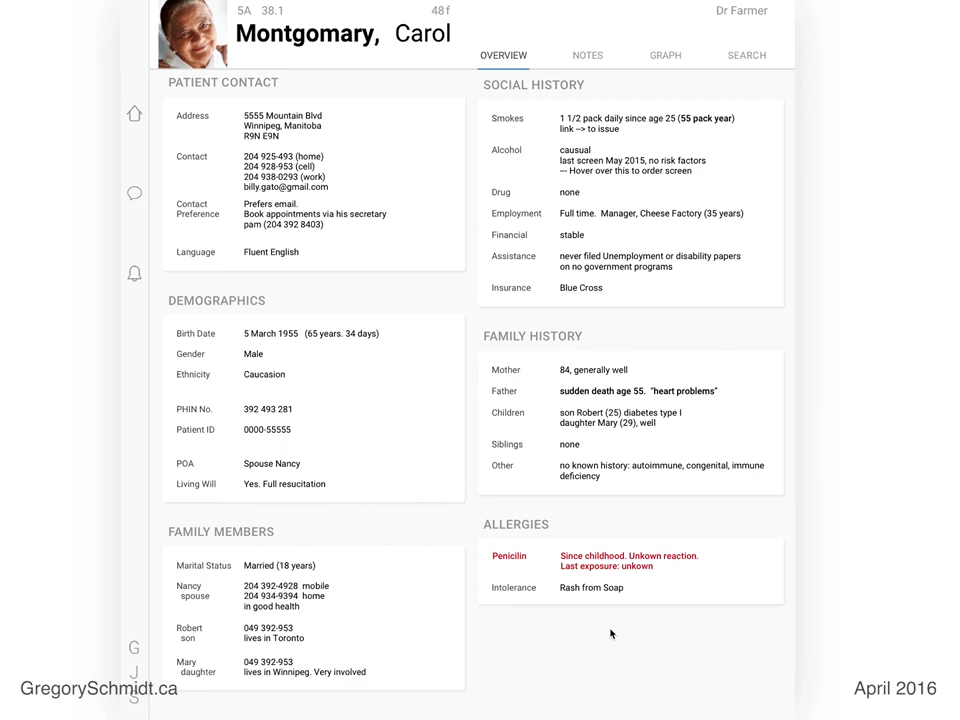 5A 38.1 48 f Dr Farmer
Montgomary, Carol
OVERVIEW NOTES GRAPH SEARCH
PATIENT CONTACT
Address 5555 Mountain Blvd
Winnipeg, Manitoba
R9N E9N
Contact 204 925-493 (home)
204 928-953 (cell)
204 938-0293 (work)
billy.gato@gmail.com
Contact Prefers email.
Preference Book appointments via his secretary
pam (204 392 8403)
Language Fluent English
DEMOGRAPHICS
Birth Date 5 March 1955 (65 years. 34 days)
Gender Male
Ethnicity Caucasion
PHIN No. 392 493 281
Patient ID 0000-55555
POA Spouse Nancy
Living Will Yes. Full resucitation
FAMILY MEMBERS
Marital Status Married (18 years)
Nancy 204 392-4928 mobile
spouse 204 934-9394 home
in good health
Robert 049 392-953
son lives in Toronto
Mary 049 392-953
daughter lives in Winnipeg. Very involved
SOCIAL HISTORY
Smokes 1 1/2 pack daily since age 25 (55 pack year)
link --> to issue
Alcohol causual
last screen May 2015, no risk factors
--- Hover over this to order screen
Drug none
Employment Full time. Manager, Cheese Factory (35 years)
Financial stable
Assistance never filed Unemployment or disability papers
on no government programs
Insurance Blue Cross
FAMILY HISTORY
Mother 84, generally well
Father sudden death age 55. "heart problems"
Children son Robert (25) diabetes type I
daughter Mary (29), well
Siblings none
Other no known history: autoimmune, congenital, immune
deficiency
ALLERGIES
Penicilin Since childhood. Unkown reaction.
Last exposure: unkown
Intolerance Rash from Soap
G
J
S
GregorySchmidt.ca April 2016